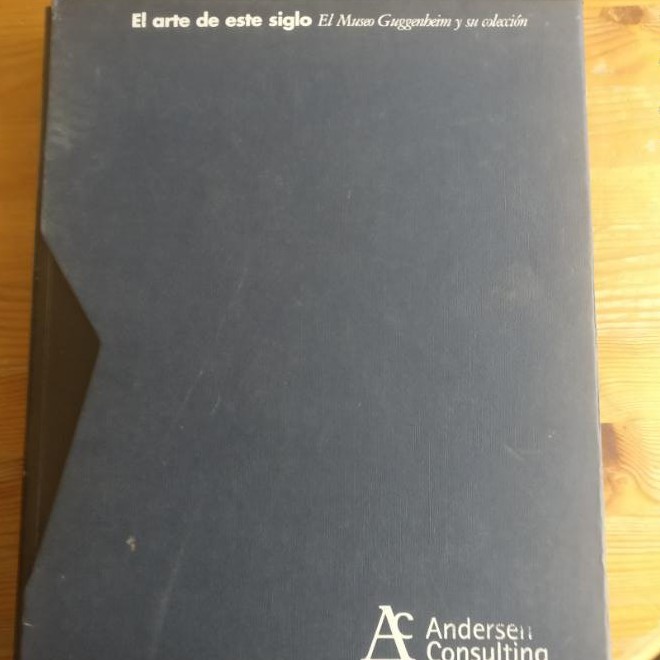 El arte de este siglo El Museo Guggenheim y su colección
Ac Andersen
Consulting